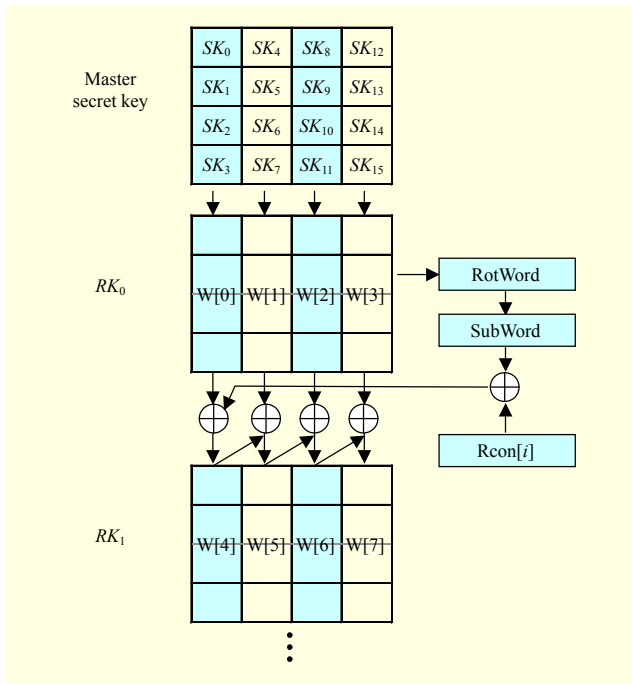 SK0 SK4 SK8 SK12
Master
secret key
SK1 SK5 SK9 SK13
SK2 SK6 SK10 SK14
SK3 SK7 SK11 SK15
RK0
W[0] W[1] W[2] W[3]
RotWord
SubWord
Rcon[i]
RK1
W[4] W[5] W[6] W[7]